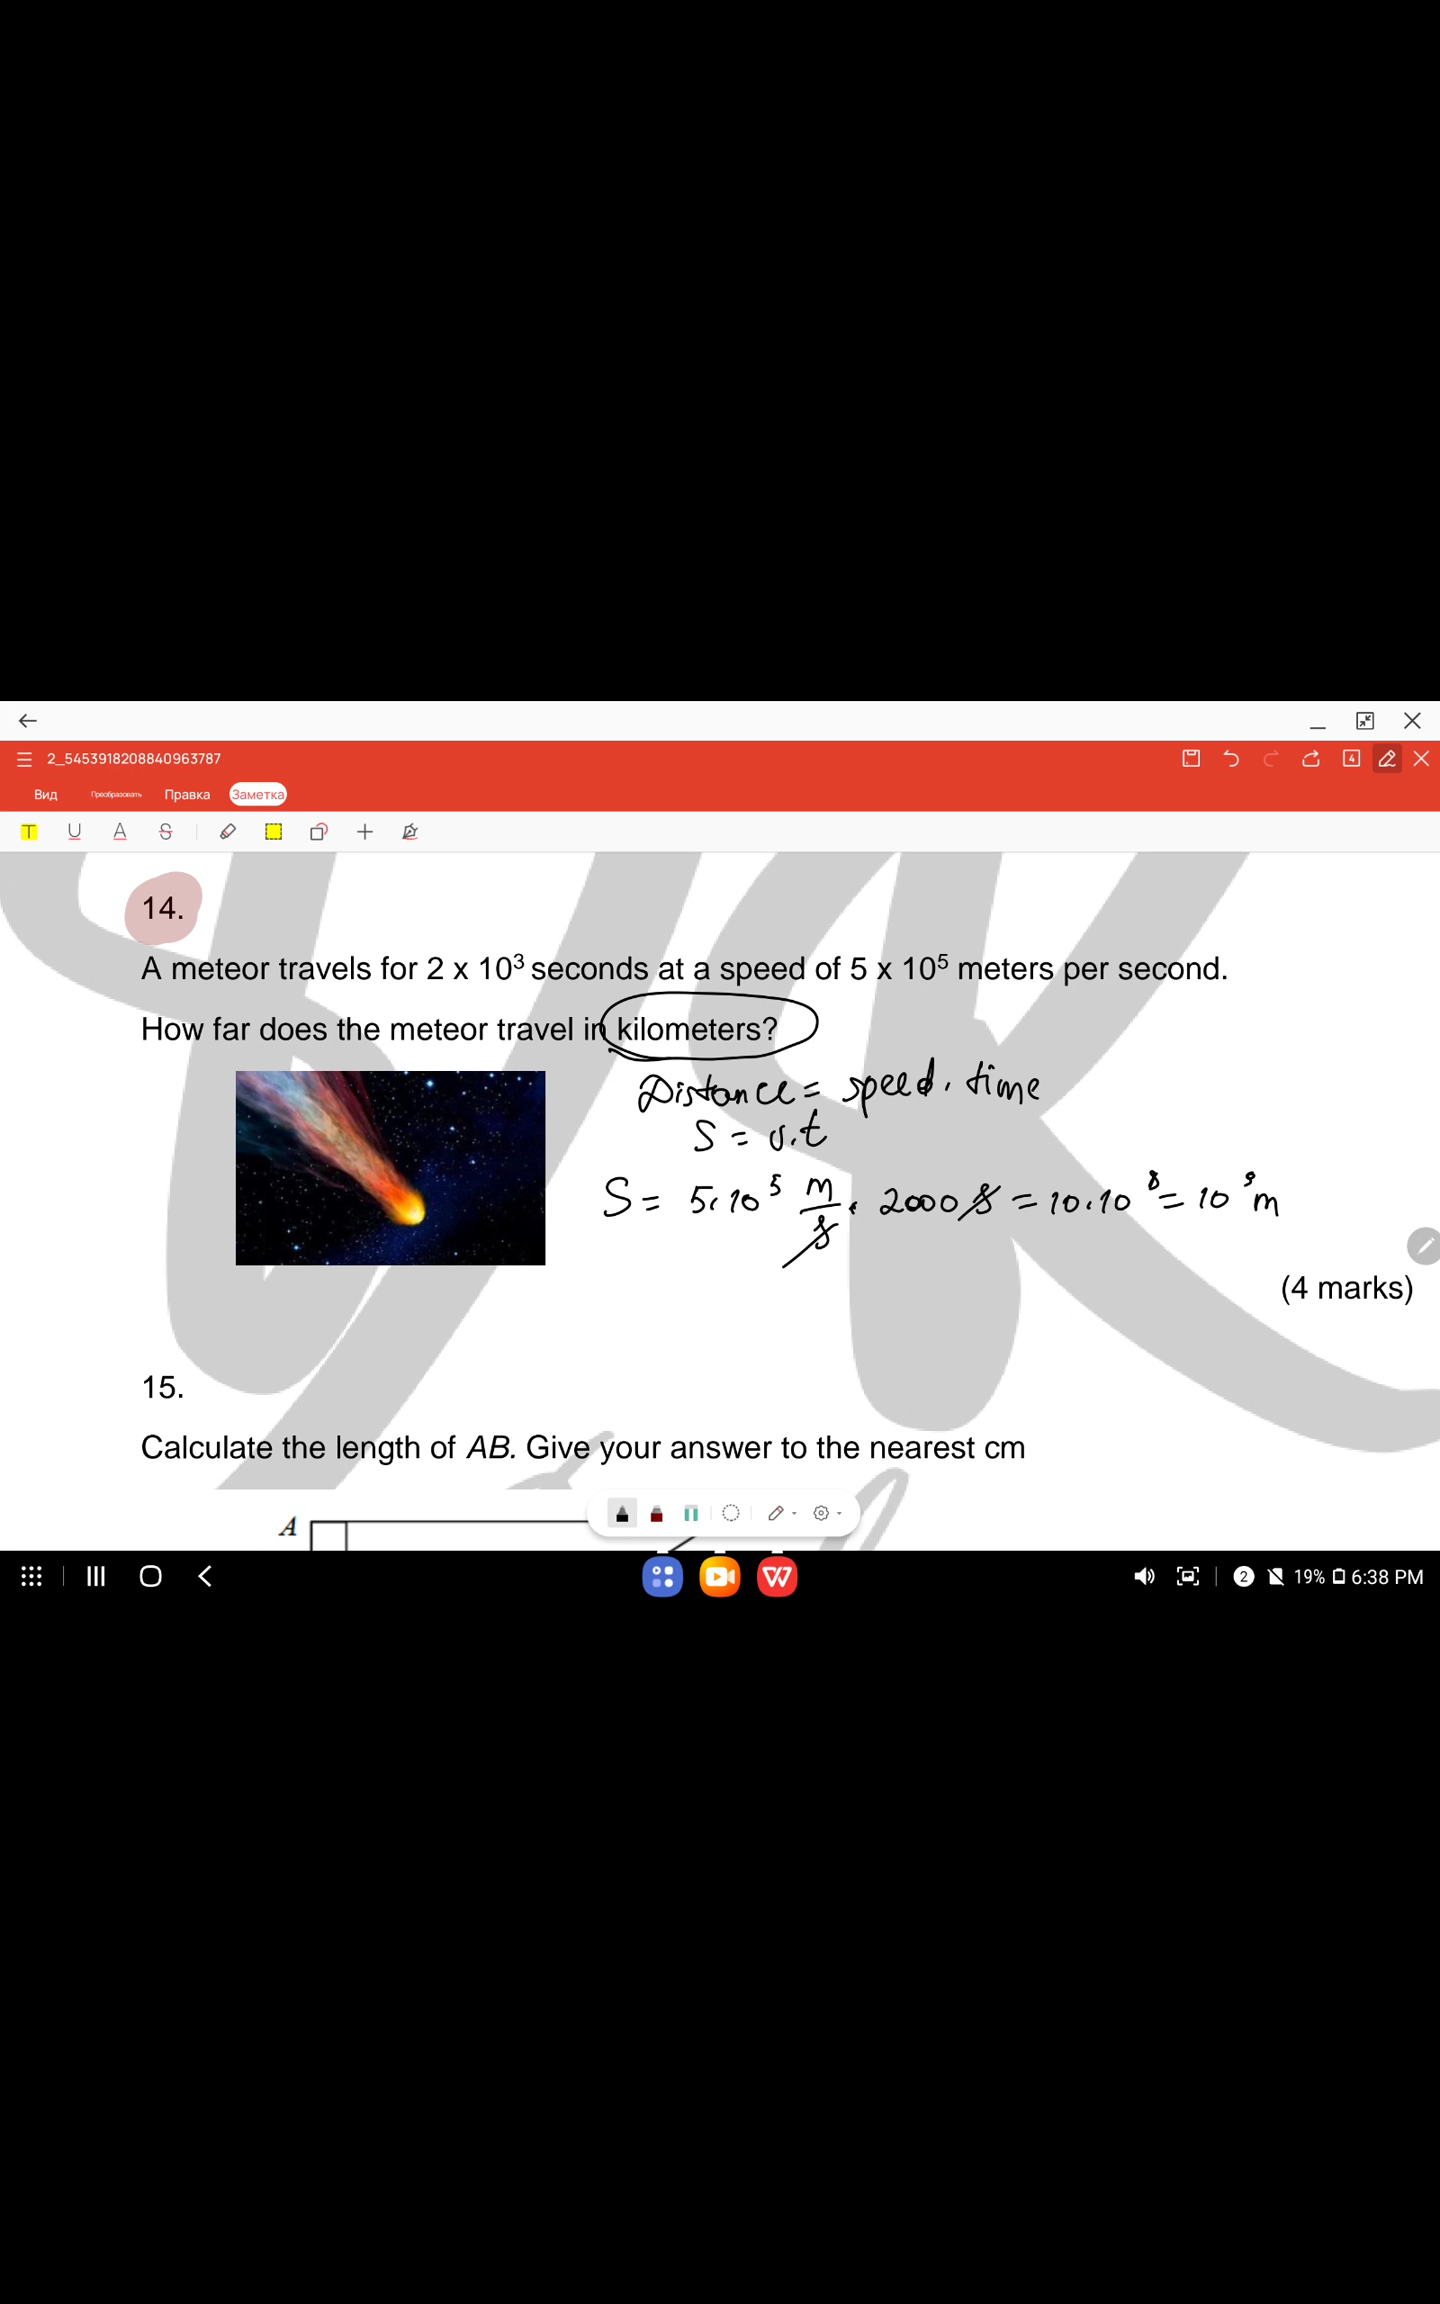 2_5453918208840963787
4
Вид Преобразовать Правка Заметка
T U A S
14.
A meteor travels for 2 x 10³ seconds at a speed of 5 x 10⁵ meters per second.
How far does the meteor travel in kilometers?
Distance = speed · time
S = v·t
S = 5·10⁵ m/s · 2000 s = 10·10⁸ = 10⁹ m
(4 marks)
15.
Calculate the length of AB. Give your answer to the nearest cm
A
2 19% 6:38 PM